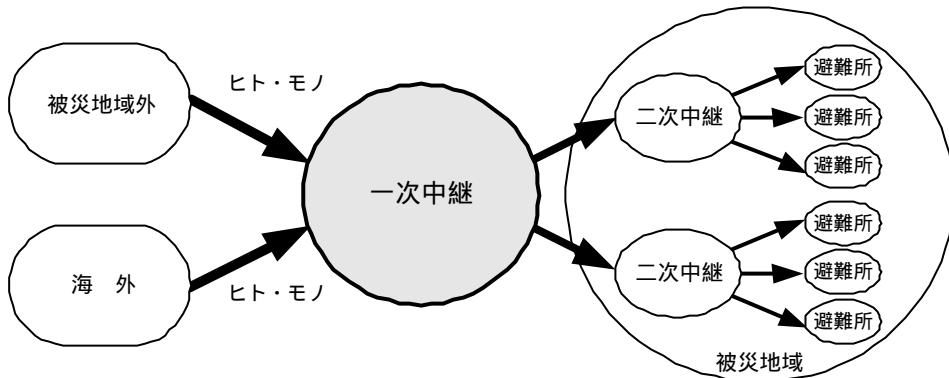 被災地域外
ヒト・モノ
海　外
ヒト・モノ
一次中継
二次中継
避難所
避難所
避難所
二次中継
避難所
避難所
避難所
被災地域